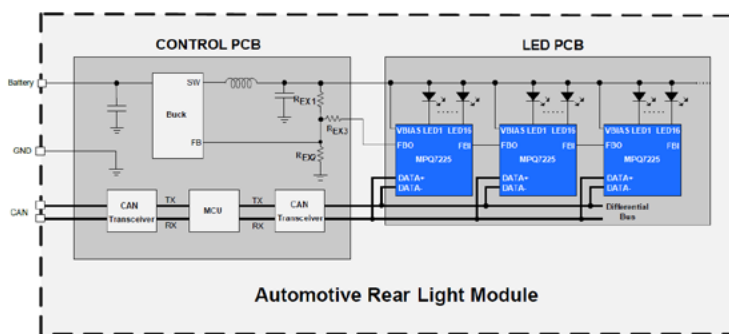 CONTROL PCB
LED PCB
Battery
SW
Buck
FB
REX1
REX3
REX2
VBIAS LED1 LED16
FBO
MPQ7225
DATA+
DATA-
VBIAS LED1 LED16
FBO FBI
MPQ7225
DATA+
DATA-
VBIAS LED1 LED16
FBI
MPQ7225
DATA+
DATA-
GND
CAN
CAN
Transceiver
TX
RX
MCU
TX
RX
CAN
Transceiver
Differential
Bus
Automotive Rear Light Module